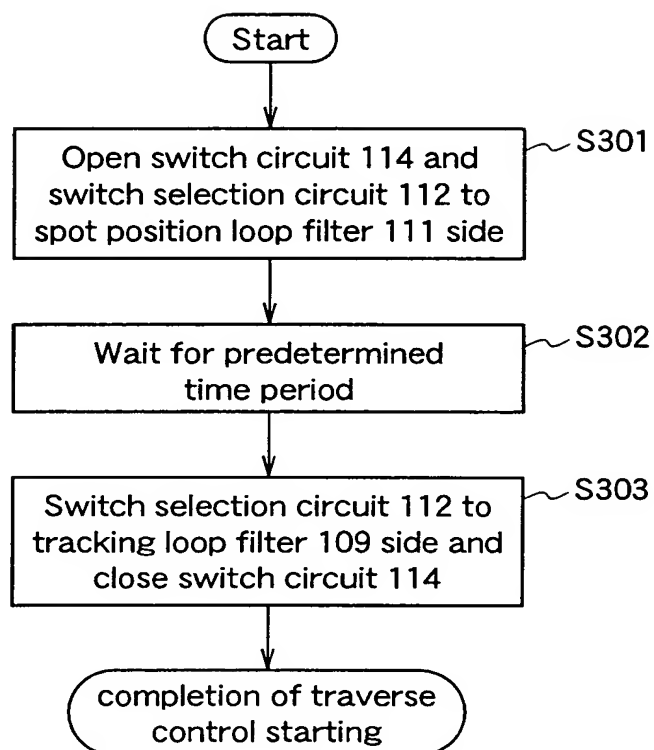 Start
S301
Open switch circuit 114 and
switch selection circuit 112 to
spot position loop filter 111 side
S302
Wait for predetermined
time period
S303
Switch selection circuit 112 to
tracking loop filter 109 side and
close switch circuit 114
completion of traverse
control starting